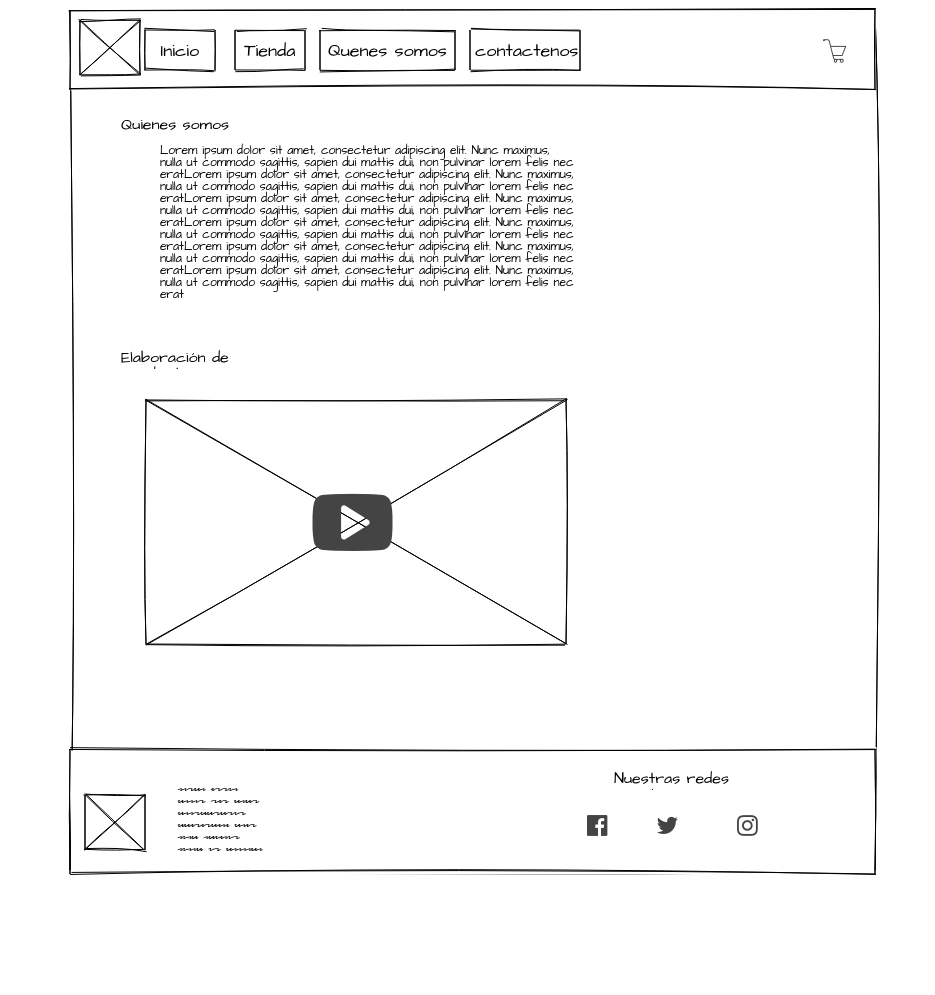 Inicio
Tienda
Quenes somos
contactenos
Quienes somos
Lorem ipsum dolor sit amet, consectetur adipiscing elit. Nunc maximus,
nulla ut commodo sagittis, sapien dui mattis dui, non pulvinar lorem felis nec
eratLorem ipsum dolor sit amet, consectetur adipiscing elit. Nunc maximus,
nulla ut commodo sagittis, sapien dui mattis dui, non pulvinar lorem felis nec
eratLorem ipsum dolor sit amet, consectetur adipiscing elit. Nunc maximus,
nulla ut commodo sagittis, sapien dui mattis dui, non pulvinar lorem felis nec
eratLorem ipsum dolor sit amet, consectetur adipiscing elit. Nunc maximus,
nulla ut commodo sagittis, sapien dui mattis dui, non pulvinar lorem felis nec
eratLorem ipsum dolor sit amet, consectetur adipiscing elit. Nunc maximus,
nulla ut commodo sagittis, sapien dui mattis dui, non pulvinar lorem felis nec
eratLorem ipsum dolor sit amet, consectetur adipiscing elit. Nunc maximus,
nulla ut commodo sagittis, sapien dui mattis dui, non pulvinar lorem felis nec
erat
Elaboración de
Nuestras redes